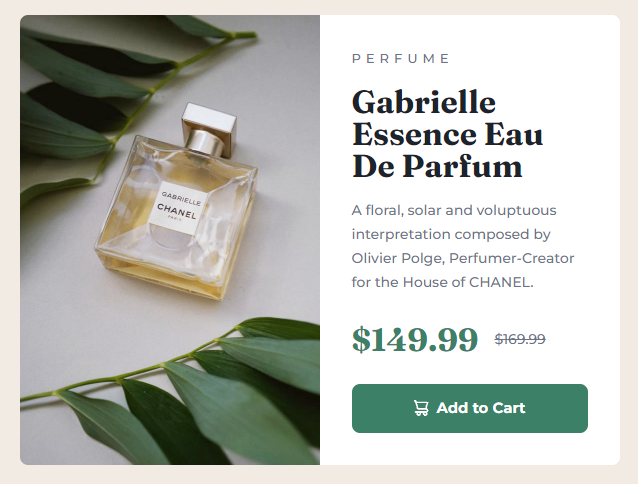 GABRIELLE
CHANEL
PARIS
PERFUME
Gabrielle
Essence Eau
De Parfum
A floral, solar and voluptuous
interpretation composed by
Olivier Polge, Perfumer-Creator
for the House of CHANEL.
$149.99 $169.99
Add to Cart